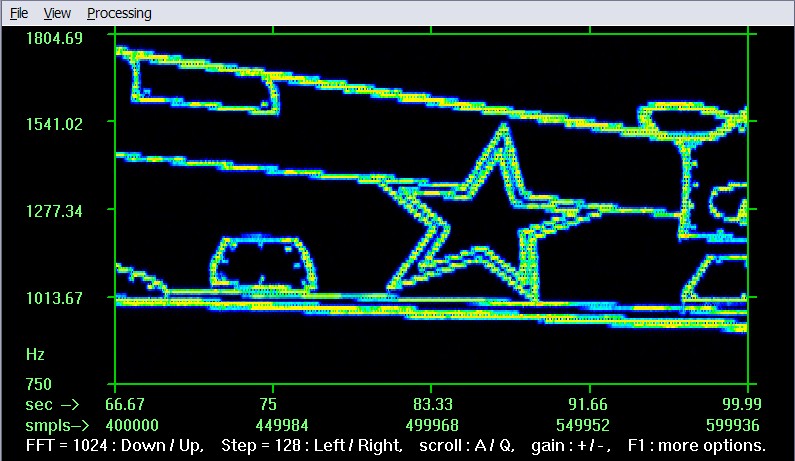 File View Processing
1804.69
1541.02
1277.34
1013.67
Hz
750
sec -> 66.67 75 83.33 91.66 99.99
smpls-> 400000 449984 499968 549952 599936
FFT = 1024 : Down / Up, Step = 128 : Left / Right, scroll : A / Q, gain : + / -, F1 : more options.